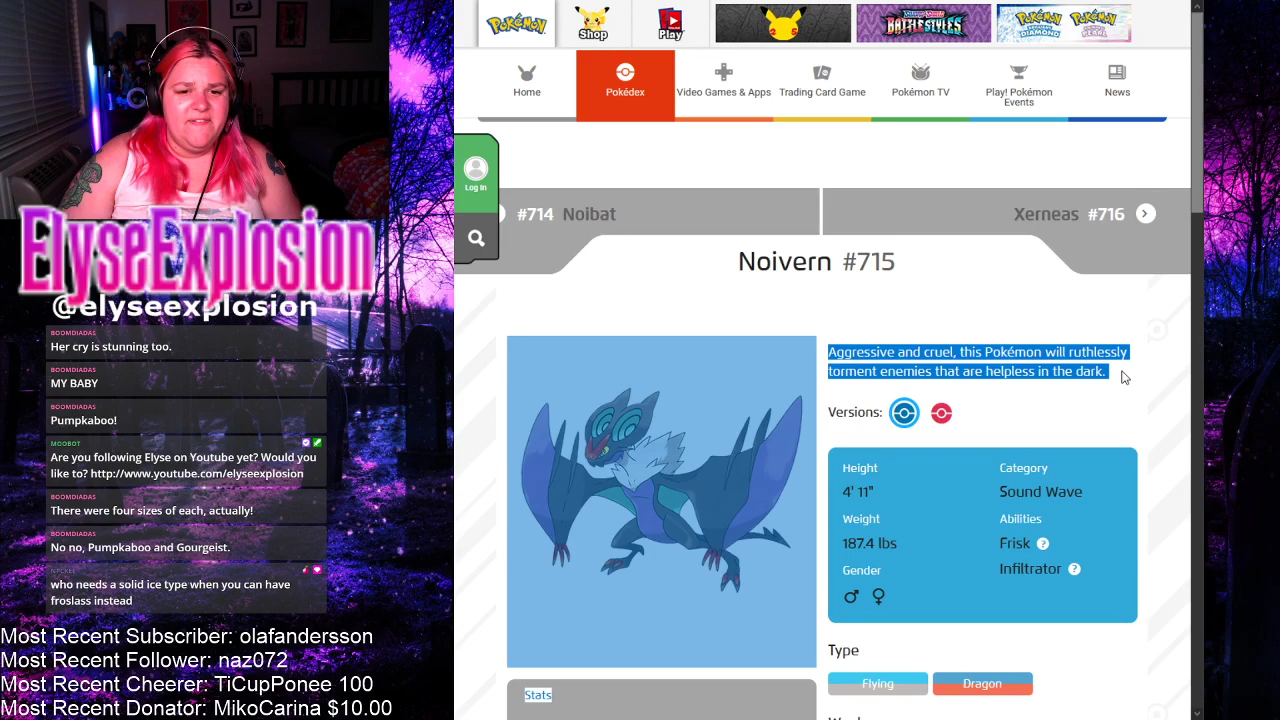 Pokémon
Shop
Play
25
BATTLE STYLES
Home
Pokédex
Video Games & Apps
Trading Card Game
Pokémon TV
Play! Pokémon
Events
News
Log In
#714 Noibat
Xerneas #716
Noivern #715
Aggressive and cruel, this Pokémon will ruthlessly
torment enemies that are helpless in the dark.
Versions:
Height
4' 11"
Weight
187.4 lbs
Gender
Category
Sound Wave
Abilities
Frisk ?
Infiltrator ?
Type
Flying
Dragon
Stats
ElyseExplosion
@elyseexplosion
BOOMDIADAS
Her cry is stunning too.
BOOMDIADAS
MY BABY
BOOMDIADAS
Pumpkaboo!
MOOBOT
Are you following Elyse on Youtube yet? Would you
like to? http://www.youtube.com/elyseexplosion
BOOMDIADAS
There were four sizes of each, actually!
BOOMDIADAS
No no, Pumpkaboo and Gourgeist.
who needs a solid ice type when you can have
froslass instead
Most Recent Subscriber: olafandersson
Most Recent Follower: naz072
Most Recent Cheerer: TiCupPonee 100
Most Recent Donator: MikoCarina $10.00